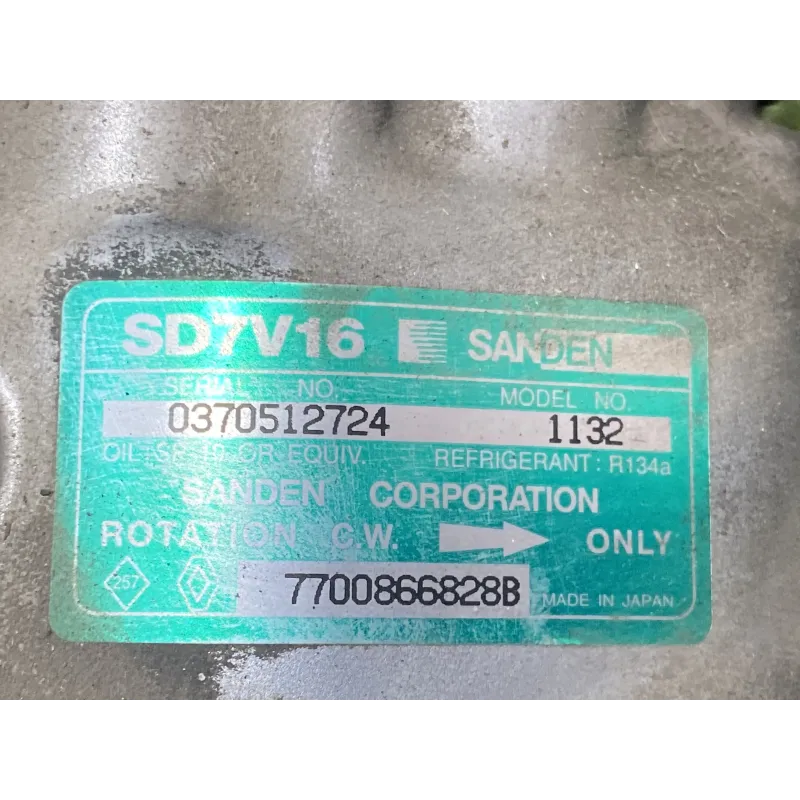 SD7V16 SANDEN
SERIAL NO. MODEL NO.
0370512724 1132
OIL: SP 10 OR EQUIV. REFRIGERANT: R134a
SANDEN CORPORATION
ROTATION C.W. ONLY
257 7700866828B MADE IN JAPAN